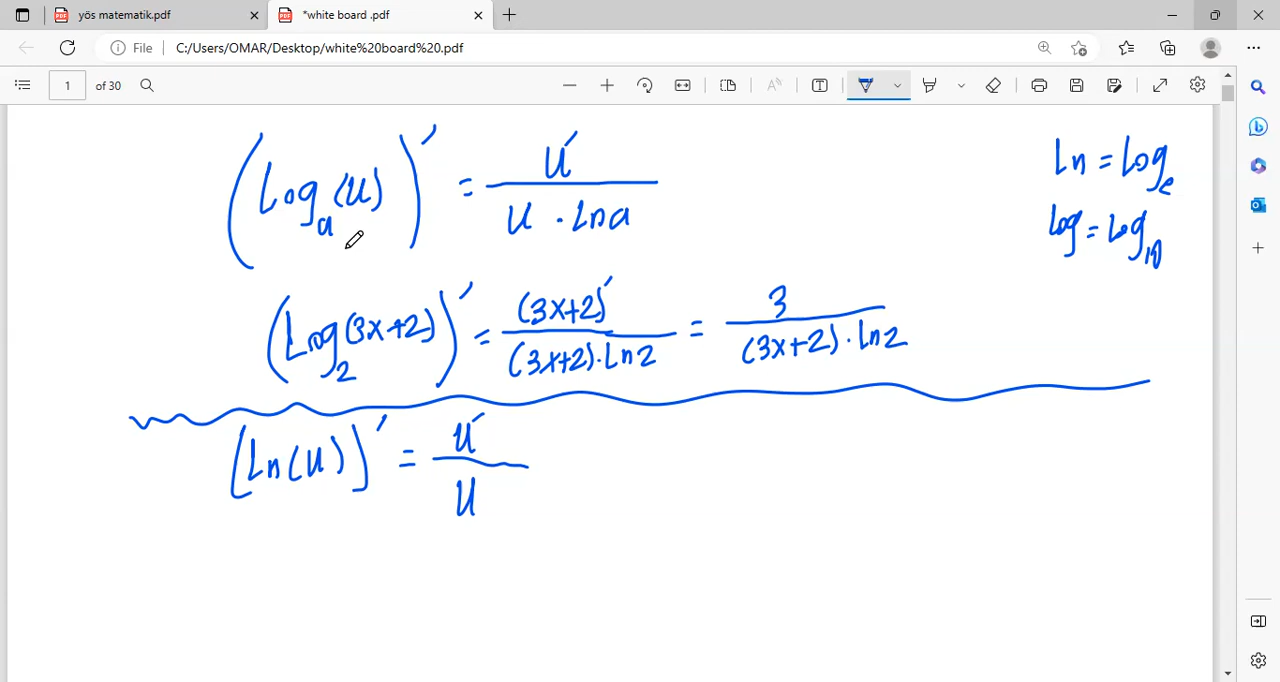 yös matematik.pdf
*white board .pdf
File C:/Users/OMAR/Desktop/white%20board%20.pdf
1 of 30
(Log_a(u))' = u' / (u · Lna)
Ln = Log_e
log = Log_10
(Log_2(3x+2))' = (3x+2)' / ((3x+2)·Ln2) = 3 / ((3x+2)·Ln2)
[Ln(u)]' = u' / u